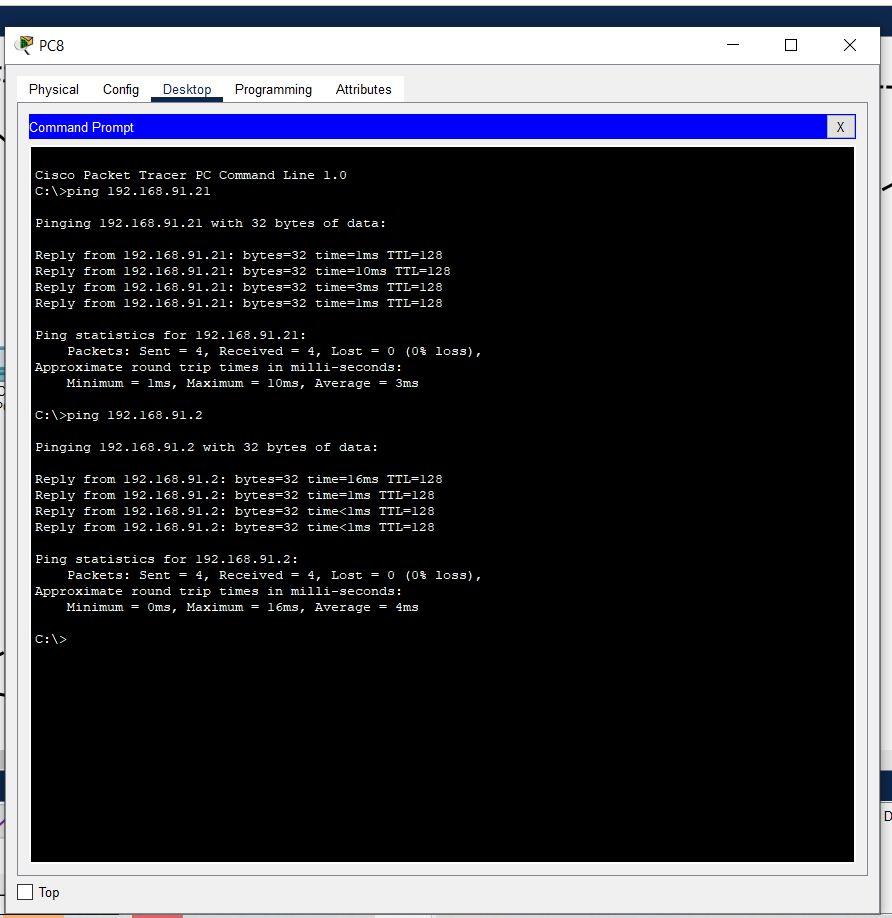 PC8
Physical Config Desktop Programming Attributes
Command Prompt
X
Cisco Packet Tracer PC Command Line 1.0
C:\>ping 192.168.91.21
Pinging 192.168.91.21 with 32 bytes of data:
Reply from 192.168.91.21: bytes=32 time=1ms TTL=128
Reply from 192.168.91.21: bytes=32 time=10ms TTL=128
Reply from 192.168.91.21: bytes=32 time=3ms TTL=128
Reply from 192.168.91.21: bytes=32 time=1ms TTL=128
Ping statistics for 192.168.91.21:
Packets: Sent = 4, Received = 4, Lost = 0 (0% loss),
Approximate round trip times in milli-seconds:
Minimum = 1ms, Maximum = 10ms, Average = 3ms
C:\>ping 192.168.91.2
Pinging 192.168.91.2 with 32 bytes of data:
Reply from 192.168.91.2: bytes=32 time=16ms TTL=128
Reply from 192.168.91.2: bytes=32 time=1ms TTL=128
Reply from 192.168.91.2: bytes=32 time<1ms TTL=128
Reply from 192.168.91.2: bytes=32 time<1ms TTL=128
Ping statistics for 192.168.91.2:
Packets: Sent = 4, Received = 4, Lost = 0 (0% loss),
Approximate round trip times in milli-seconds:
Minimum = 0ms, Maximum = 16ms, Average = 4ms
C:\>
Top